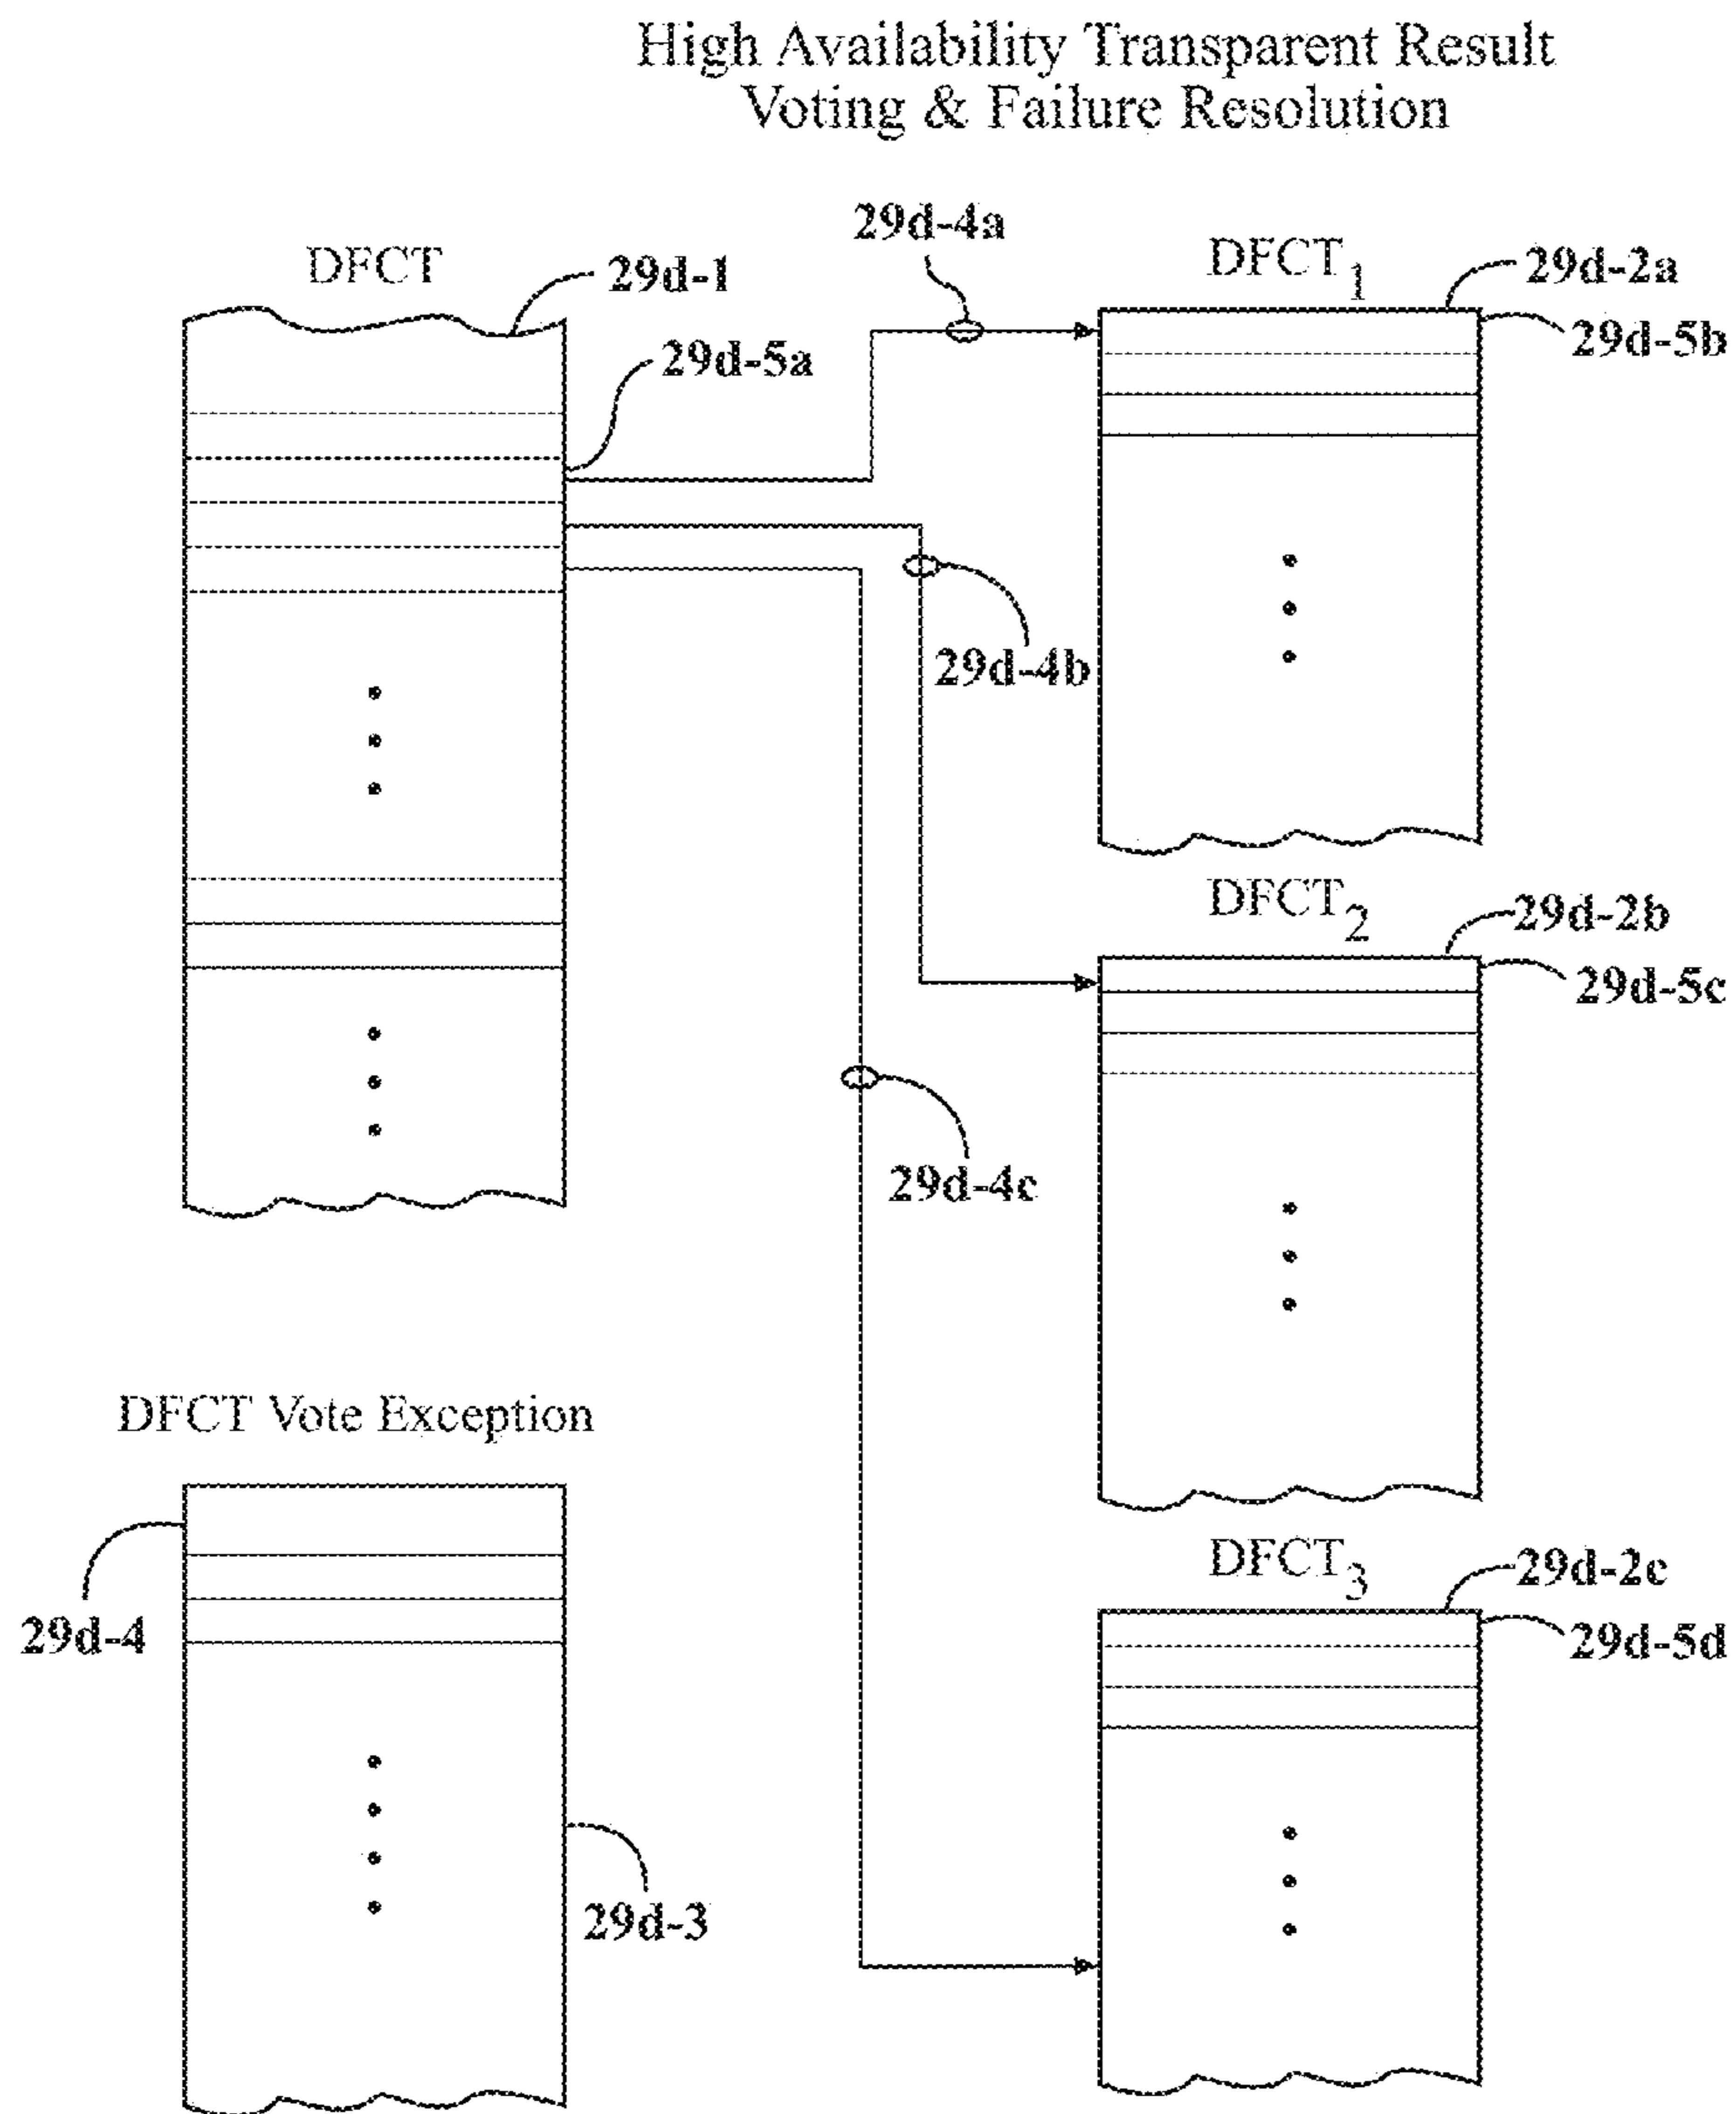 High Availability Transparent Result
Voting & Failure Resolution
DFCT
29d-1
29d-5a
29d-4a
DFCT1
29d-2a
29d-5b
29d-4b
DFCT2
29d-2b
29d-5c
29d-4c
DFCT Vote Exception
29d-4
29d-3
DFCT3
29d-2c
29d-5d